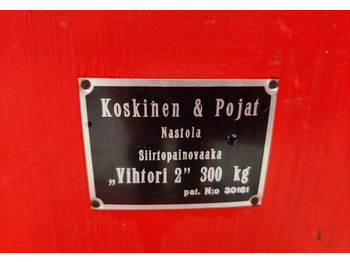 Koskinen & Pojat
Nastola
Siirtopainovaaka
„Vihtori 2” 300 kg
pat. N:o 30161